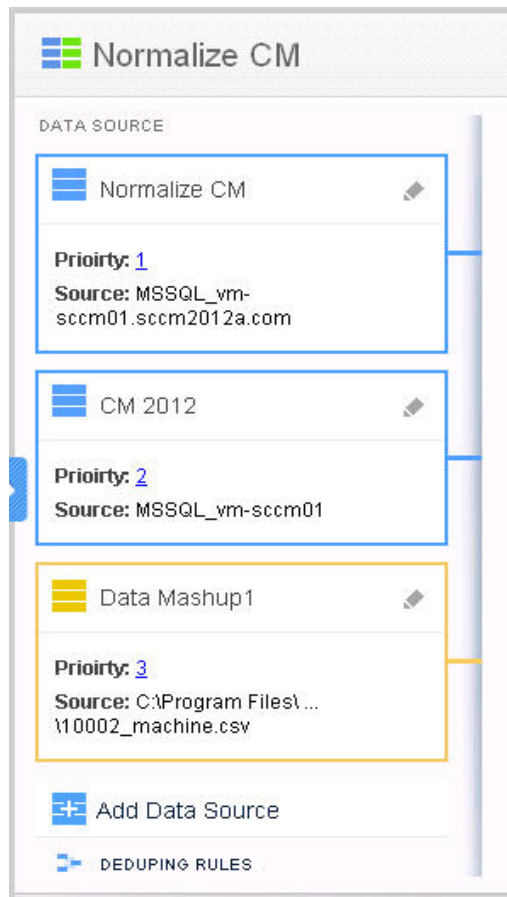 Normalize CM
DATA SOURCE
Normalize CM
Prioirty: 1
Source: MSSQL_vm-
sccm01.sccm2012a.com
CM 2012
Prioirty: 2
Source: MSSQL_vm-sccm01
Data Mashup1
Prioirty: 3
Source: C:\Program Files\ ...
\10002_machine.csv
Add Data Source
DEDUPING RULES